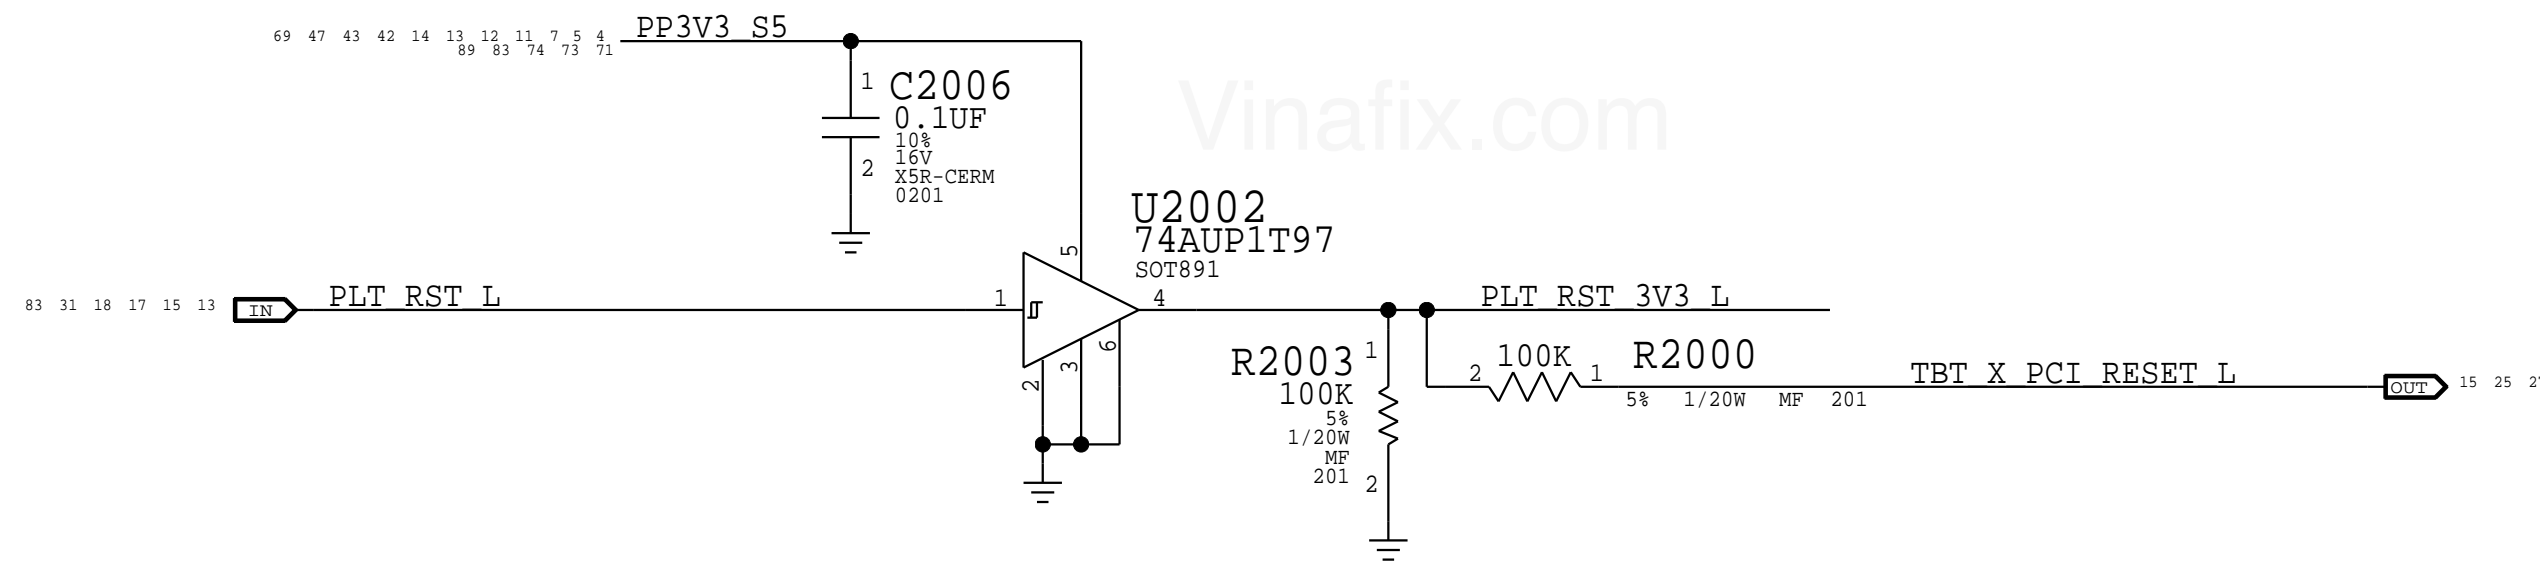 69 47 43 42 14 13 12 11 7 5 4
89 83 74 73 71
PP3V3_S5
1
C2006
0.1UF
10%
16V
2
X5R-CERM
0201
Vinafix.com
U2002
74AUP1T97
SOT891
5
83 31 18 17 15 13
IN
PLT_RST_L
1
4
PLT_RST_3V3_L
2
3
6
R2003
1
100K
5%
1/20W
MF
201
2
2
100K
1
R2000
5% 1/20W MF 201
TBT_X_PCI_RESET_L
OUT
15 25